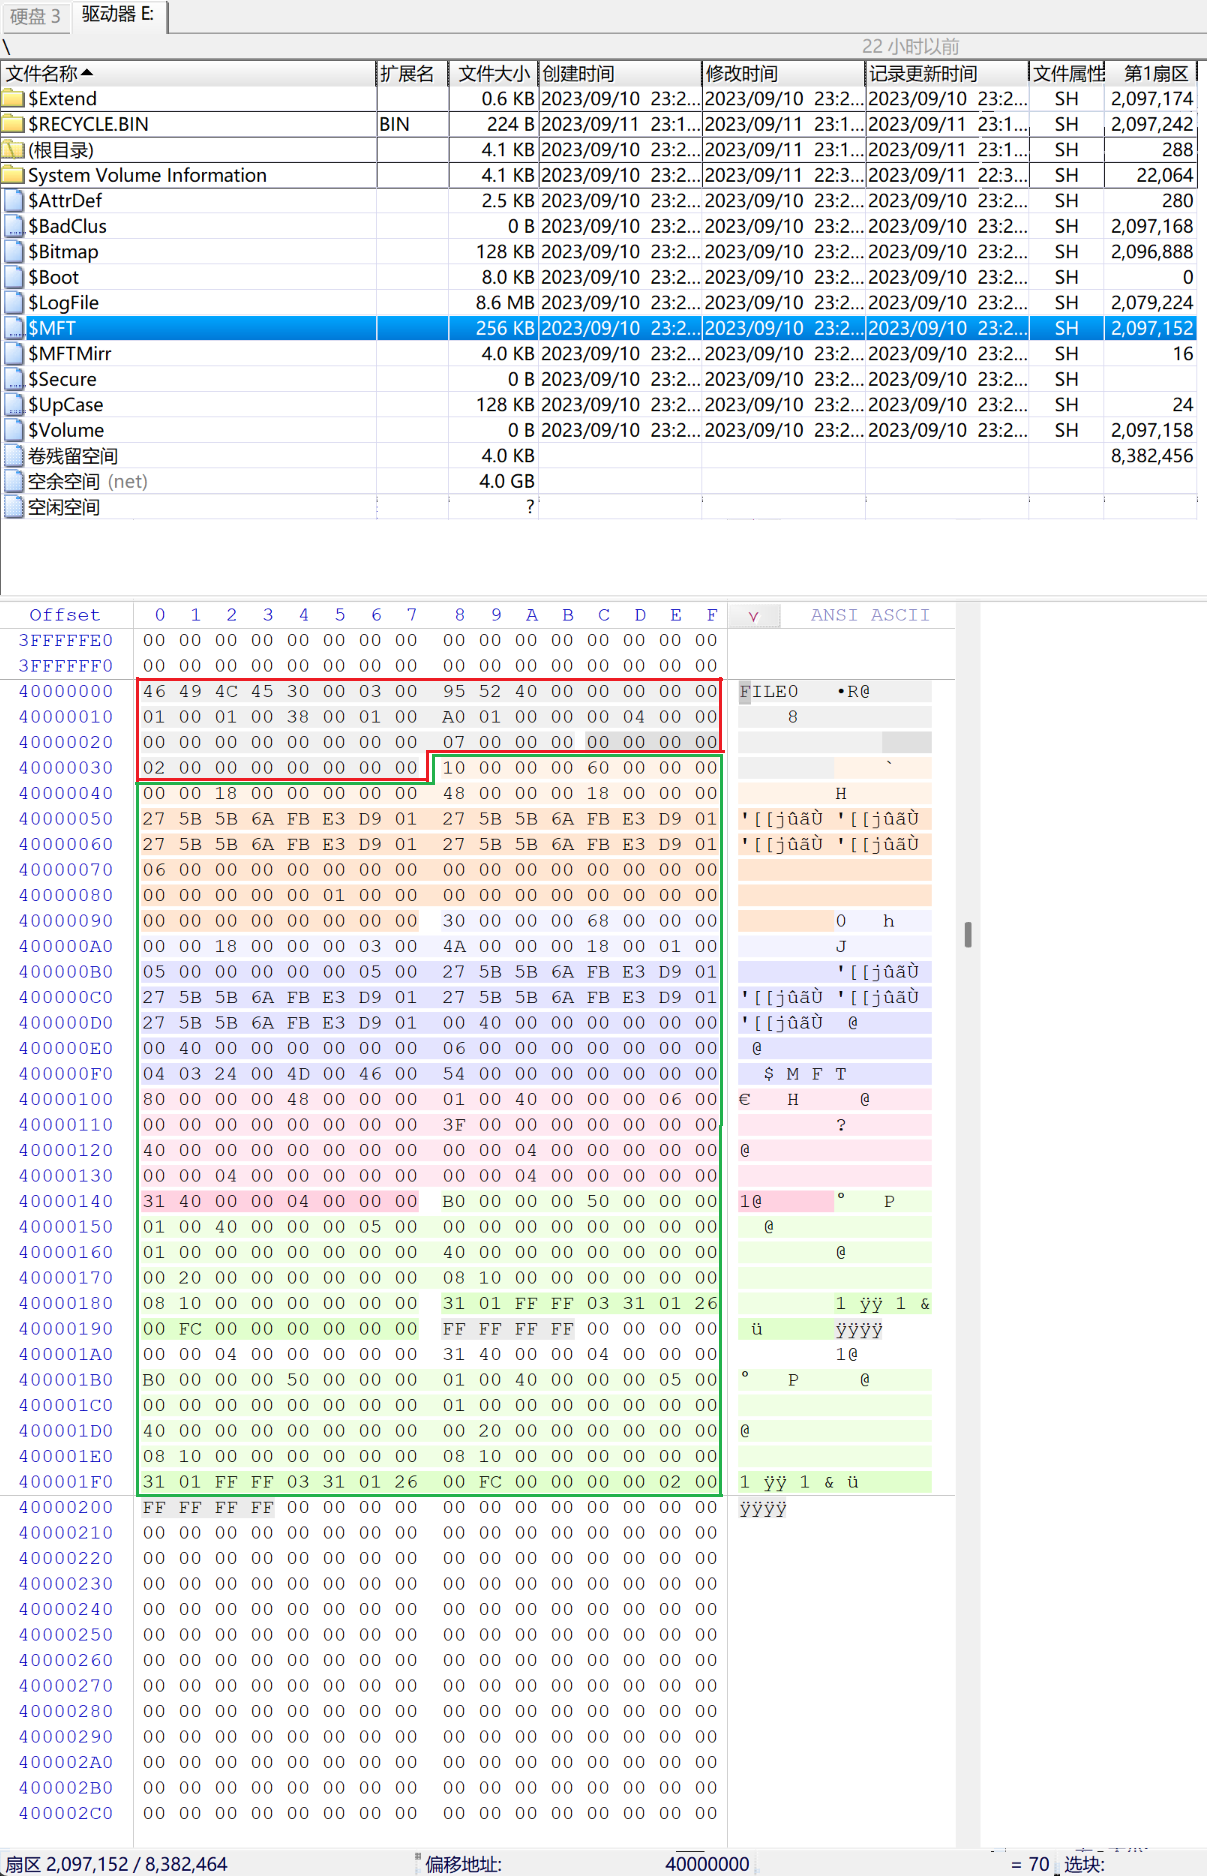 硬盘 3 驱动器 E:
\ 22 小时以前
文件名称 扩展名 文件大小 创建时间 修改时间 记录更新时间 文件属性 第1扇区
$Extend 0.6 KB 2023/09/10 23:2... 2023/09/10 23:2... 2023/09/10 23:2... SH 2,097,174
$RECYCLE.BIN BIN 224 B 2023/09/11 23:1... 2023/09/11 23:1... 2023/09/11 23:1... SH 2,097,242
(根目录) 4.1 KB 2023/09/10 23:2... 2023/09/11 23:1... 2023/09/11 23:1... SH 288
System Volume Information 4.1 KB 2023/09/10 23:2... 2023/09/11 22:3... 2023/09/11 22:3... SH 22,064
$AttrDef 2.5 KB 2023/09/10 23:2... 2023/09/10 23:2... 2023/09/10 23:2... SH 280
$BadClus 0 B 2023/09/10 23:2... 2023/09/10 23:2... 2023/09/10 23:2... SH 2,097,168
$Bitmap 128 KB 2023/09/10 23:2... 2023/09/10 23:2... 2023/09/10 23:2... SH 2,096,888
$Boot 8.0 KB 2023/09/10 23:2... 2023/09/10 23:2... 2023/09/10 23:2... SH 0
$LogFile 8.6 MB 2023/09/10 23:2... 2023/09/10 23:2... 2023/09/10 23:2... SH 2,079,224
$MFT 256 KB 2023/09/10 23:2... 2023/09/10 23:2... 2023/09/10 23:2... SH 2,097,152
$MFTMirr 4.0 KB 2023/09/10 23:2... 2023/09/10 23:2... 2023/09/10 23:2... SH 16
$Secure 0 B 2023/09/10 23:2... 2023/09/10 23:2... 2023/09/10 23:2... SH
$UpCase 128 KB 2023/09/10 23:2... 2023/09/10 23:2... 2023/09/10 23:2... SH 24
$Volume 0 B 2023/09/10 23:2... 2023/09/10 23:2... 2023/09/10 23:2... SH 2,097,158
卷残留空间 4.0 KB 8,382,456
空余空间 (net) 4.0 GB
空闲空间 ?
Offset 0 1 2 3 4 5 6 7 8 9 A B C D E F ANSI ASCII
3FFFFFE0 00 00 00 00 00 00 00 00 00 00 00 00 00 00 00 00
3FFFFFF0 00 00 00 00 00 00 00 00 00 00 00 00 00 00 00 00
40000000 46 49 4C 45 30 00 03 00 95 52 40 00 00 00 00 00 FILE0 •R@
40000010 01 00 01 00 38 00 01 00 A0 01 00 00 00 04 00 00 8
40000020 00 00 00 00 00 00 00 00 07 00 00 00 00 00 00 00
40000030 02 00 00 00 00 00 00 00 10 00 00 00 60 00 00 00 `
40000040 00 00 18 00 00 00 00 00 48 00 00 00 18 00 00 00 H
40000050 27 5B 5B 6A FB E3 D9 01 27 5B 5B 6A FB E3 D9 01 '[[jûãÙ '[[jûãÙ
40000060 27 5B 5B 6A FB E3 D9 01 27 5B 5B 6A FB E3 D9 01 '[[jûãÙ '[[jûãÙ
40000070 06 00 00 00 00 00 00 00 00 00 00 00 00 00 00 00
40000080 00 00 00 00 00 01 00 00 00 00 00 00 00 00 00 00
40000090 00 00 00 00 00 00 00 00 30 00 00 00 68 00 00 00 0 h
400000A0 00 00 18 00 00 00 03 00 4A 00 00 00 18 00 01 00 J
400000B0 05 00 00 00 00 00 05 00 27 5B 5B 6A FB E3 D9 01 '[[jûãÙ
400000C0 27 5B 5B 6A FB E3 D9 01 27 5B 5B 6A FB E3 D9 01 '[[jûãÙ '[[jûãÙ
400000D0 27 5B 5B 6A FB E3 D9 01 00 40 00 00 00 00 00 00 '[[jûãÙ @
400000E0 00 40 00 00 00 00 00 00 06 00 00 00 00 00 00 00 @
400000F0 04 03 24 00 4D 00 46 00 54 00 00 00 00 00 00 00 $ M F T
40000100 80 00 00 00 48 00 00 00 01 00 40 00 00 00 06 00 € H @
40000110 00 00 00 00 00 00 00 00 3F 00 00 00 00 00 00 00 ?
40000120 40 00 00 00 00 00 00 00 00 00 04 00 00 00 00 00 @
40000130 00 00 04 00 00 00 00 00 00 00 04 00 00 00 00 00
40000140 31 40 00 00 04 00 00 00 B0 00 00 00 50 00 00 00 1@ ° P
40000150 01 00 40 00 00 00 05 00 00 00 00 00 00 00 00 00 @
40000160 01 00 00 00 00 00 00 00 40 00 00 00 00 00 00 00 @
40000170 00 20 00 00 00 00 00 00 08 10 00 00 00 00 00 00
40000180 08 10 00 00 00 00 00 00 31 01 FF FF 03 31 01 26 1 ÿÿ 1 &
40000190 00 FC 00 00 00 00 00 00 FF FF FF FF 00 00 00 00 ü ÿÿÿÿ
400001A0 00 00 04 00 00 00 00 00 31 40 00 00 04 00 00 00 1@
400001B0 B0 00 00 00 50 00 00 00 01 00 40 00 00 00 05 00 ° P @
400001C0 00 00 00 00 00 00 00 00 01 00 00 00 00 00 00 00
400001D0 40 00 00 00 00 00 00 00 00 20 00 00 00 00 00 00 @
400001E0 08 10 00 00 00 00 00 00 08 10 00 00 00 00 00 00
400001F0 31 01 FF FF 03 31 01 26 00 FC 00 00 00 00 02 00 1 ÿÿ 1 & ü
40000200 FF FF FF FF 00 00 00 00 00 00 00 00 00 00 00 00 ÿÿÿÿ
40000210 00 00 00 00 00 00 00 00 00 00 00 00 00 00 00 00
40000220 00 00 00 00 00 00 00 00 00 00 00 00 00 00 00 00
40000230 00 00 00 00 00 00 00 00 00 00 00 00 00 00 00 00
40000240 00 00 00 00 00 00 00 00 00 00 00 00 00 00 00 00
40000250 00 00 00 00 00 00 00 00 00 00 00 00 00 00 00 00
40000260 00 00 00 00 00 00 00 00 00 00 00 00 00 00 00 00
40000270 00 00 00 00 00 00 00 00 00 00 00 00 00 00 00 00
40000280 00 00 00 00 00 00 00 00 00 00 00 00 00 00 00 00
40000290 00 00 00 00 00 00 00 00 00 00 00 00 00 00 00 00
400002A0 00 00 00 00 00 00 00 00 00 00 00 00 00 00 00 00
400002B0 00 00 00 00 00 00 00 00 00 00 00 00 00 00 00 00
400002C0 00 00 00 00 00 00 00 00 00 00 00 00 00 00 00 00
扇区 2,097,152 / 8,382,464 偏移地址: 40000000 = 70 选块: